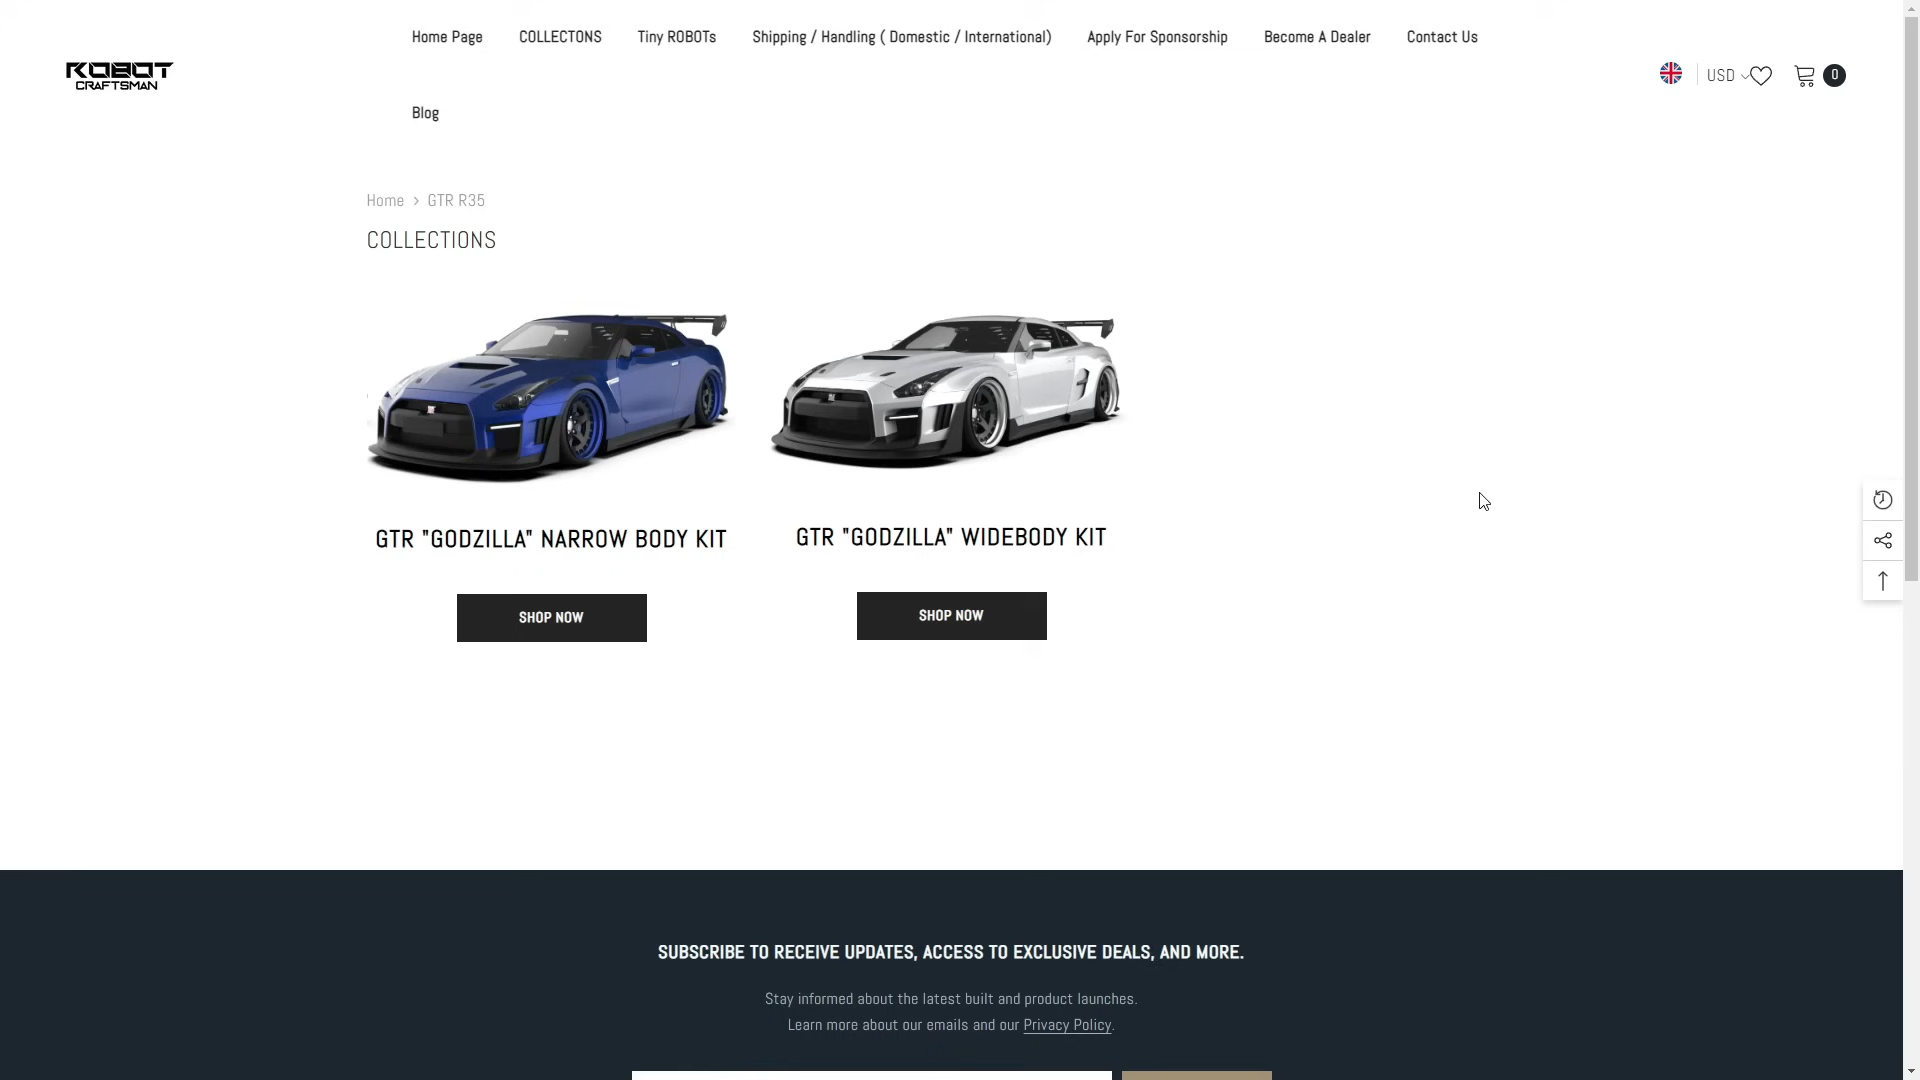 Home Page
COLLECTONS
Tiny ROBOTs
Shipping / Handling ( Domestic / International)
Apply For Sponsorship
Become A Dealer
Contact Us
ROBOT
CRAFTSMAN
USD
0
Blog
Home > GTR R35
COLLECTIONS
GTR "GODZILLA" NARROW BODY KIT
SHOP NOW
GTR "GODZILLA" WIDEBODY KIT
SHOP NOW
SUBSCRIBE TO RECEIVE UPDATES, ACCESS TO EXCLUSIVE DEALS, AND MORE.
Stay informed about the latest built and product launches.
Learn more about our emails and our Privacy Policy.